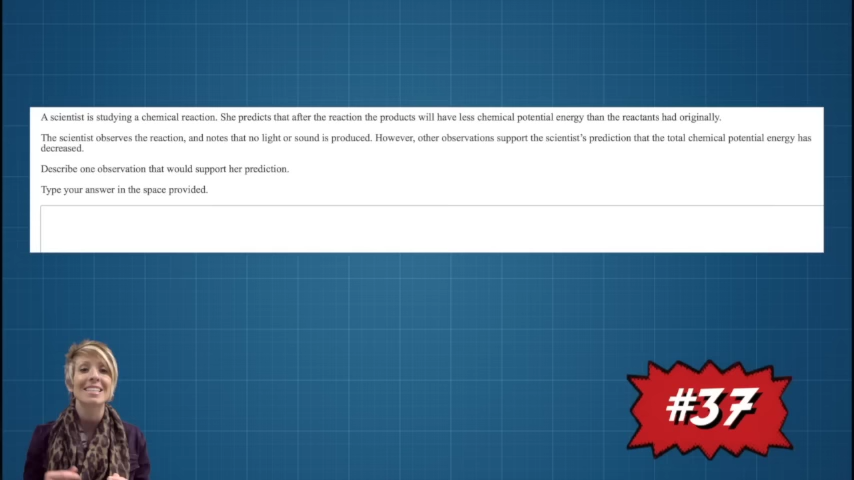 A scientist is studying a chemical reaction. She predicts that after the reaction the products will have less chemical potential energy than the reactants had originally.
The scientist observes the reaction, and notes that no light or sound is produced. However, other observations support the scientist's prediction that the total chemical potential energy has
decreased.
Describe one observation that would support her prediction.
Type your answer in the space provided.
#37